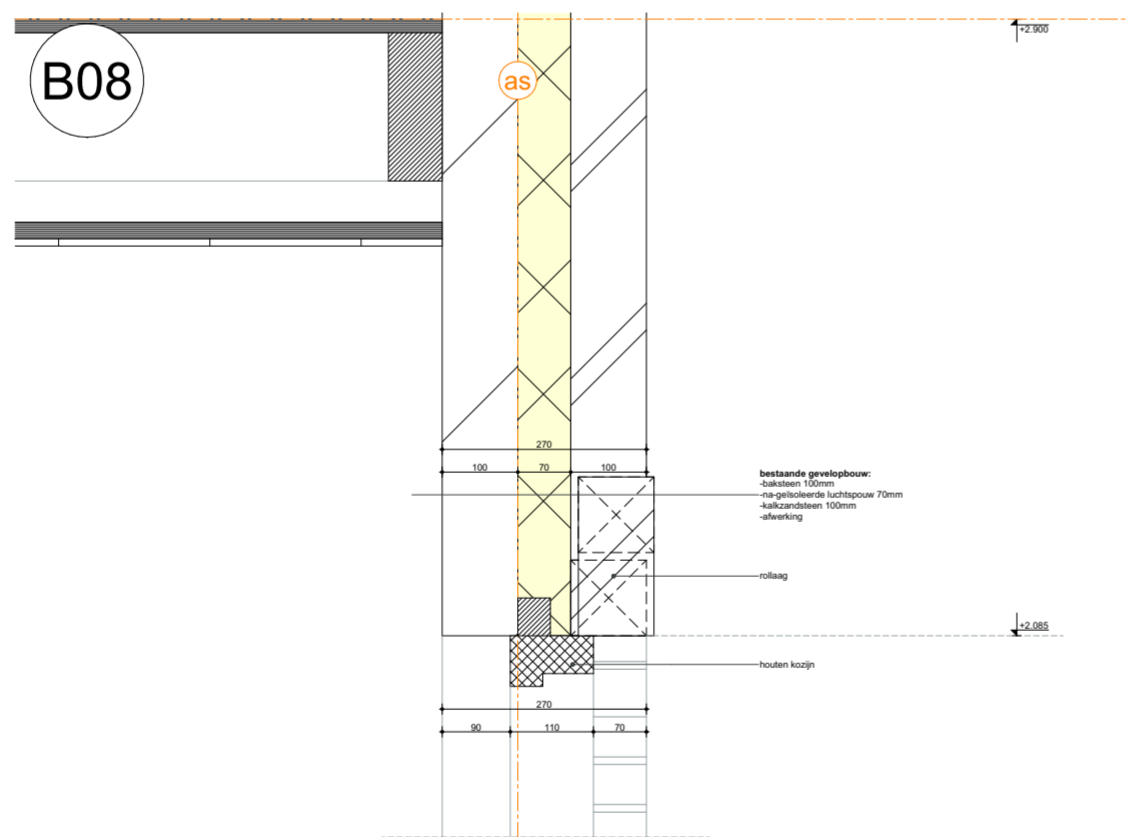 +2.900
B08
as
270
100 70 100
bestaande gevelopbouw:
-baksteen 100mm
-na-geïsoleerde luchtspouw 70mm
-kalkzandsteen 100mm
-afwerking
rollaag
+2.085
houten kozijn
270
90 110 70